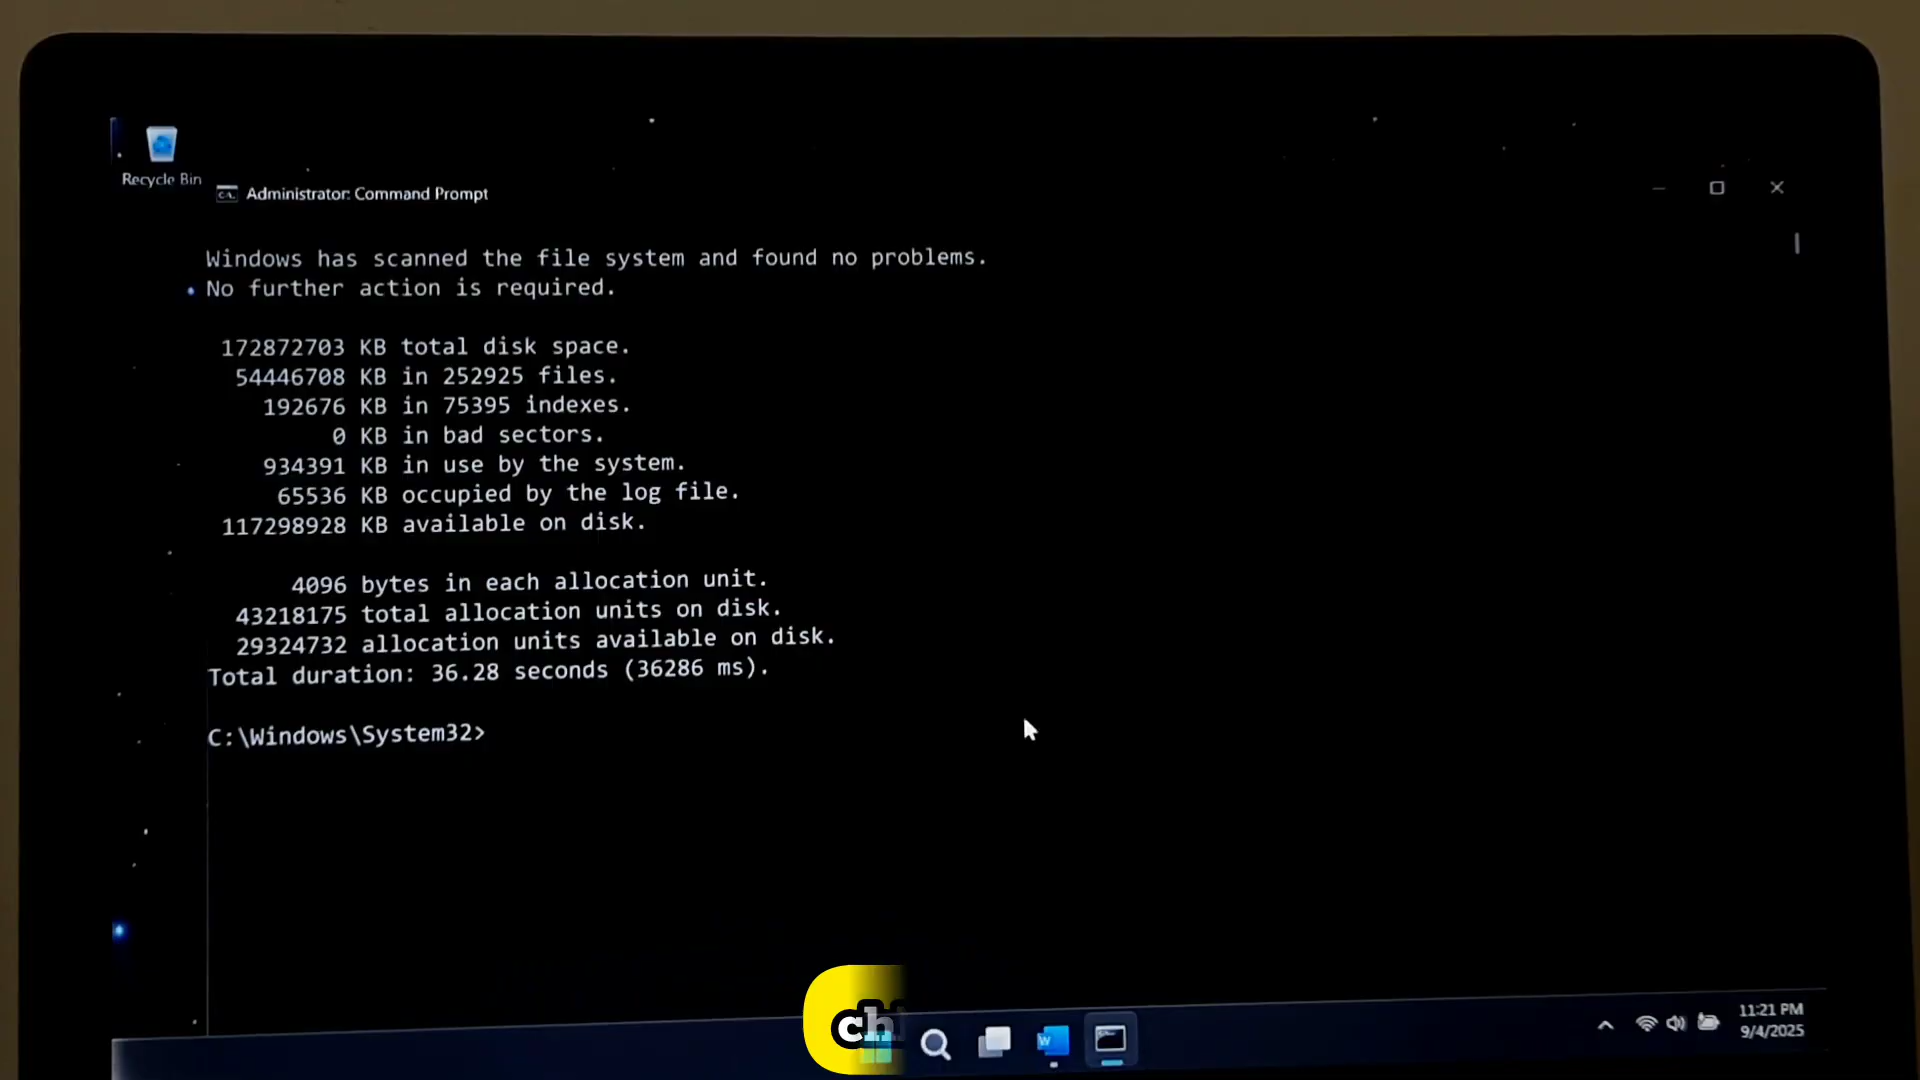 Recycle Bin
Administrator: Command Prompt
Windows has scanned the file system and found no problems.
No further action is required.
172872703 KB total disk space.
54446708 KB in 252925 files.
192676 KB in 75395 indexes.
0 KB in bad sectors.
934391 KB in use by the system.
65536 KB occupied by the log file.
117298928 KB available on disk.
4096 bytes in each allocation unit.
43218175 total allocation units on disk.
29324732 allocation units available on disk.
Total duration: 36.28 seconds (36286 ms).
C:\Windows\System32>
11:21 PM
9/4/2025